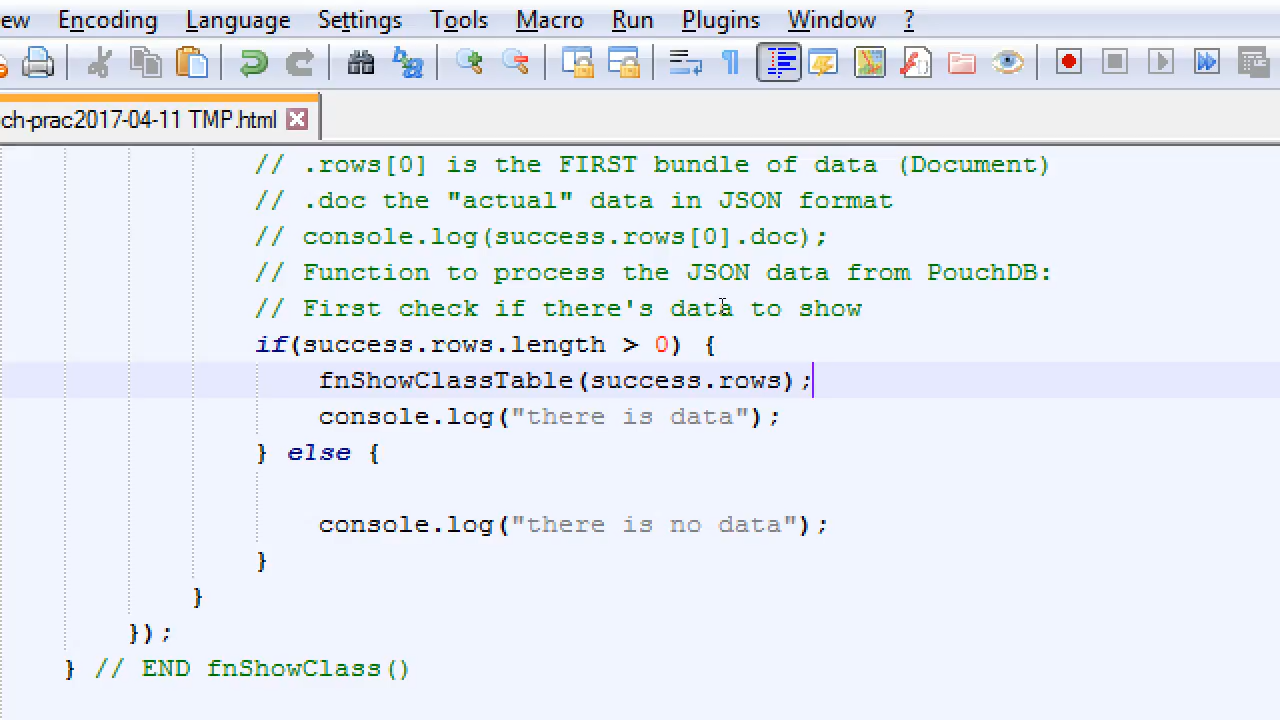 ew Encoding Language Settings Tools Macro Run Plugins Window ?
ch-prac2017-04-11 TMP.html
// .rows[0] is the FIRST bundle of data (Document)
// .doc the "actual" data in JSON format
// console.log(success.rows[0].doc);
// Function to process the JSON data from PouchDB:
// First check if there's data to show
if(success.rows.length > 0) {
fnShowClassTable(success.rows);
console.log("there is data");
} else {
console.log("there is no data");
}
}
});
} // END fnShowClass()